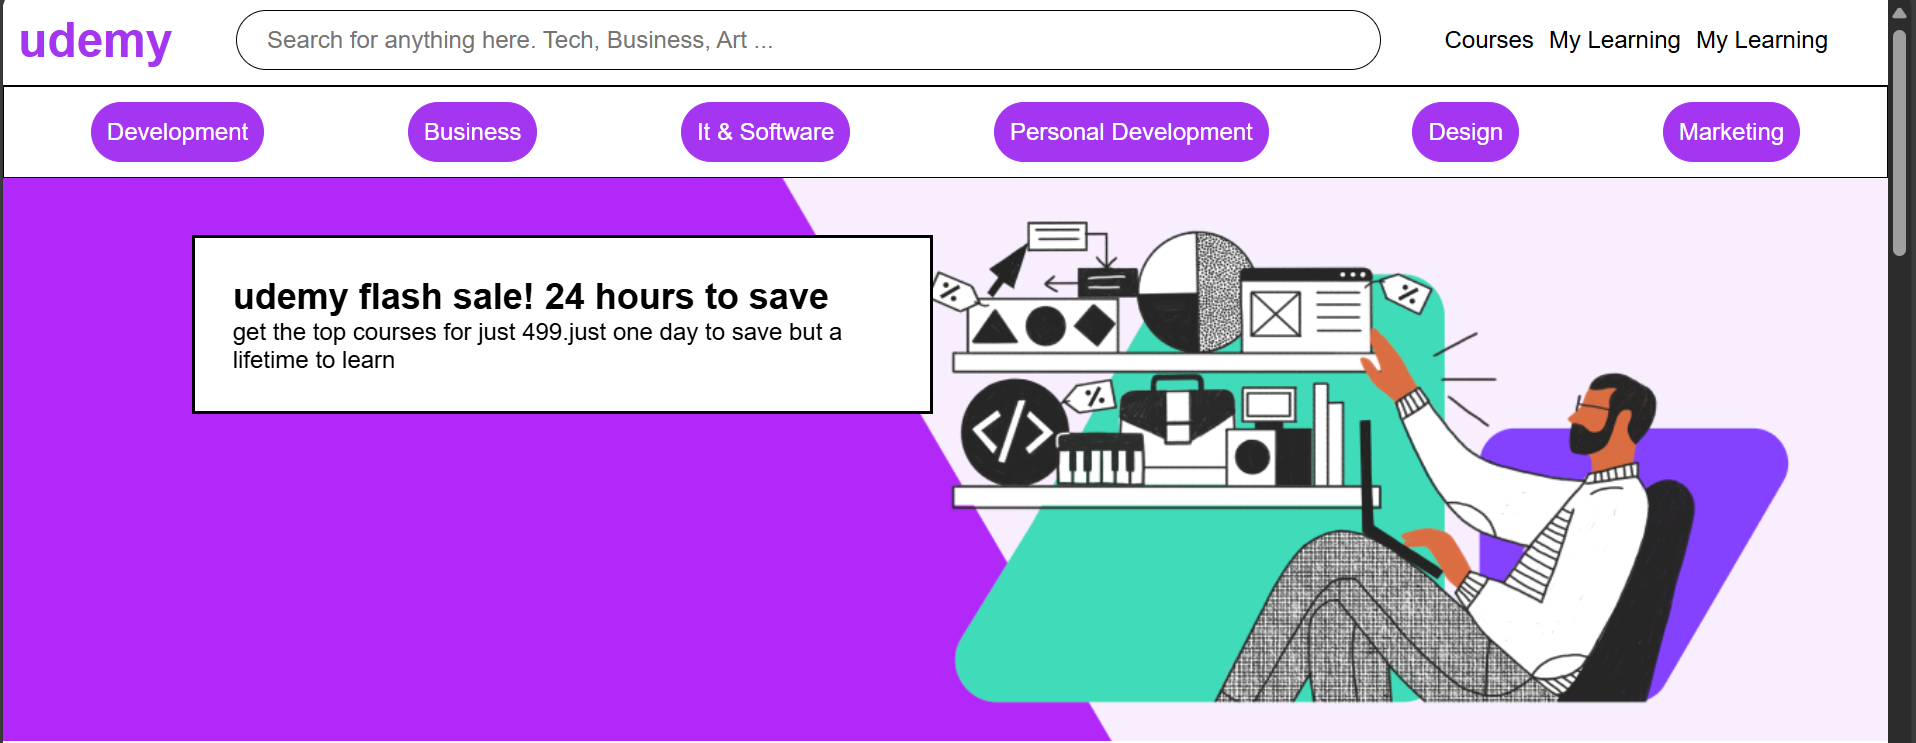 udemy
Search for anything here. Tech, Business, Art ...
Courses My Learning My Learning
Development Business It & Software Personal Development Design Marketing
udemy flash sale! 24 hours to save
get the top courses for just 499.just one day to save but a
lifetime to learn
%
%
</>
%